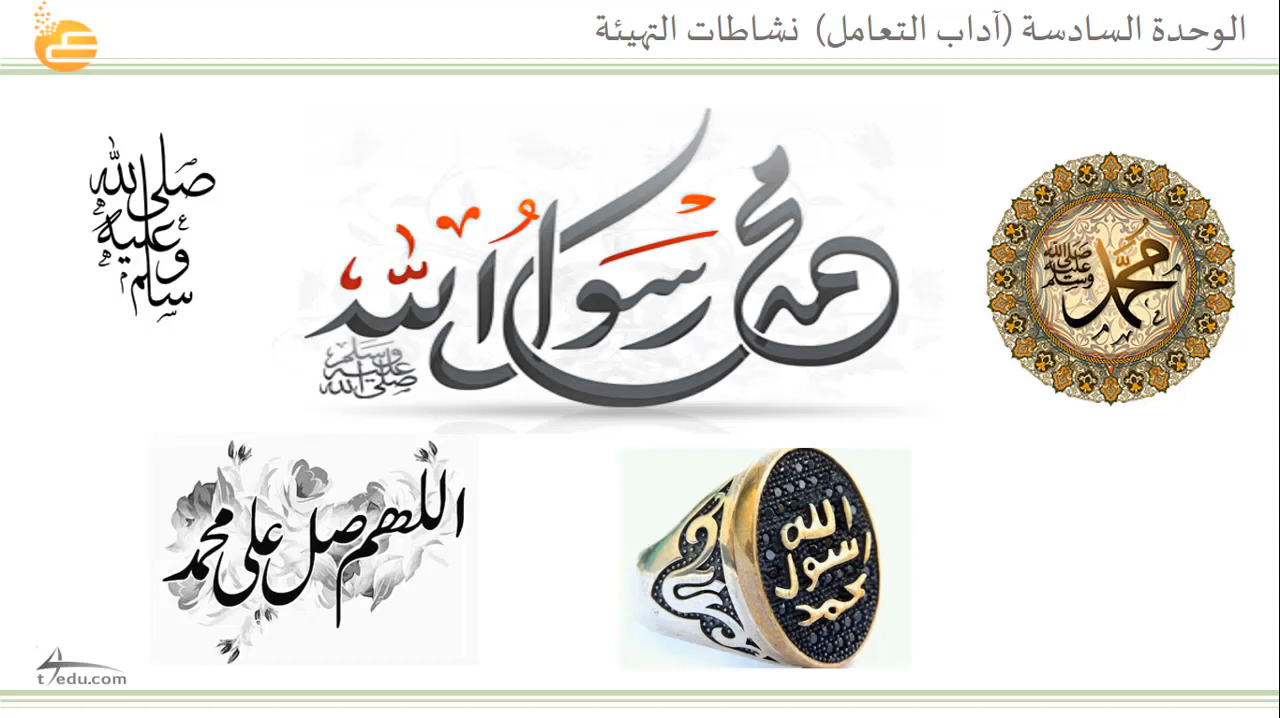 الوحدة السادسة (آداب التعامل) نشاطات التهيئة
صلى الله
عليه
وسلم
محمد رسول الله
صلى الله
عليه
وسلم
محمد
صلى الله
عليه
وسلم
اللهم صل على محمد
الله
رسول
محمد
t4edu.com